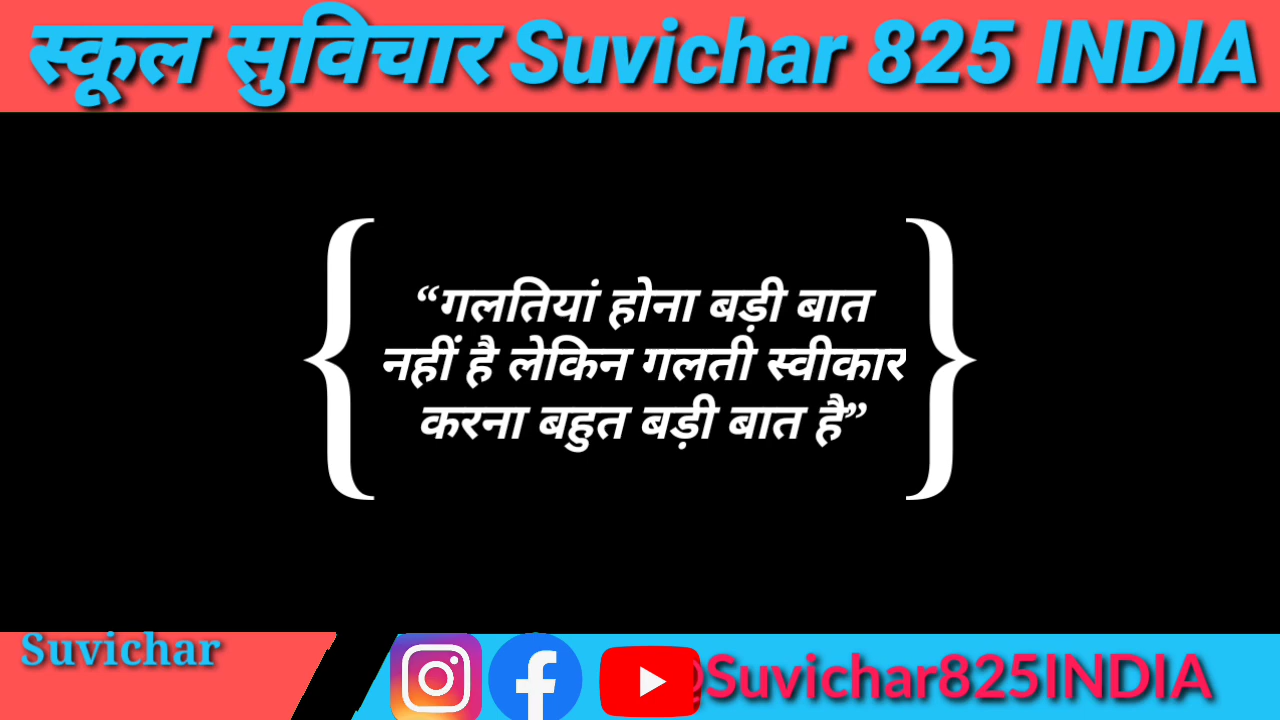 स्कूल सुविचार Suvichar 825 INDIA
“गलतियां होना बड़ी बात
नहीं है लेकिन गलती स्वीकार
करना बहुत बड़ी बात है”
Suvichar
@Suvichar825INDIA